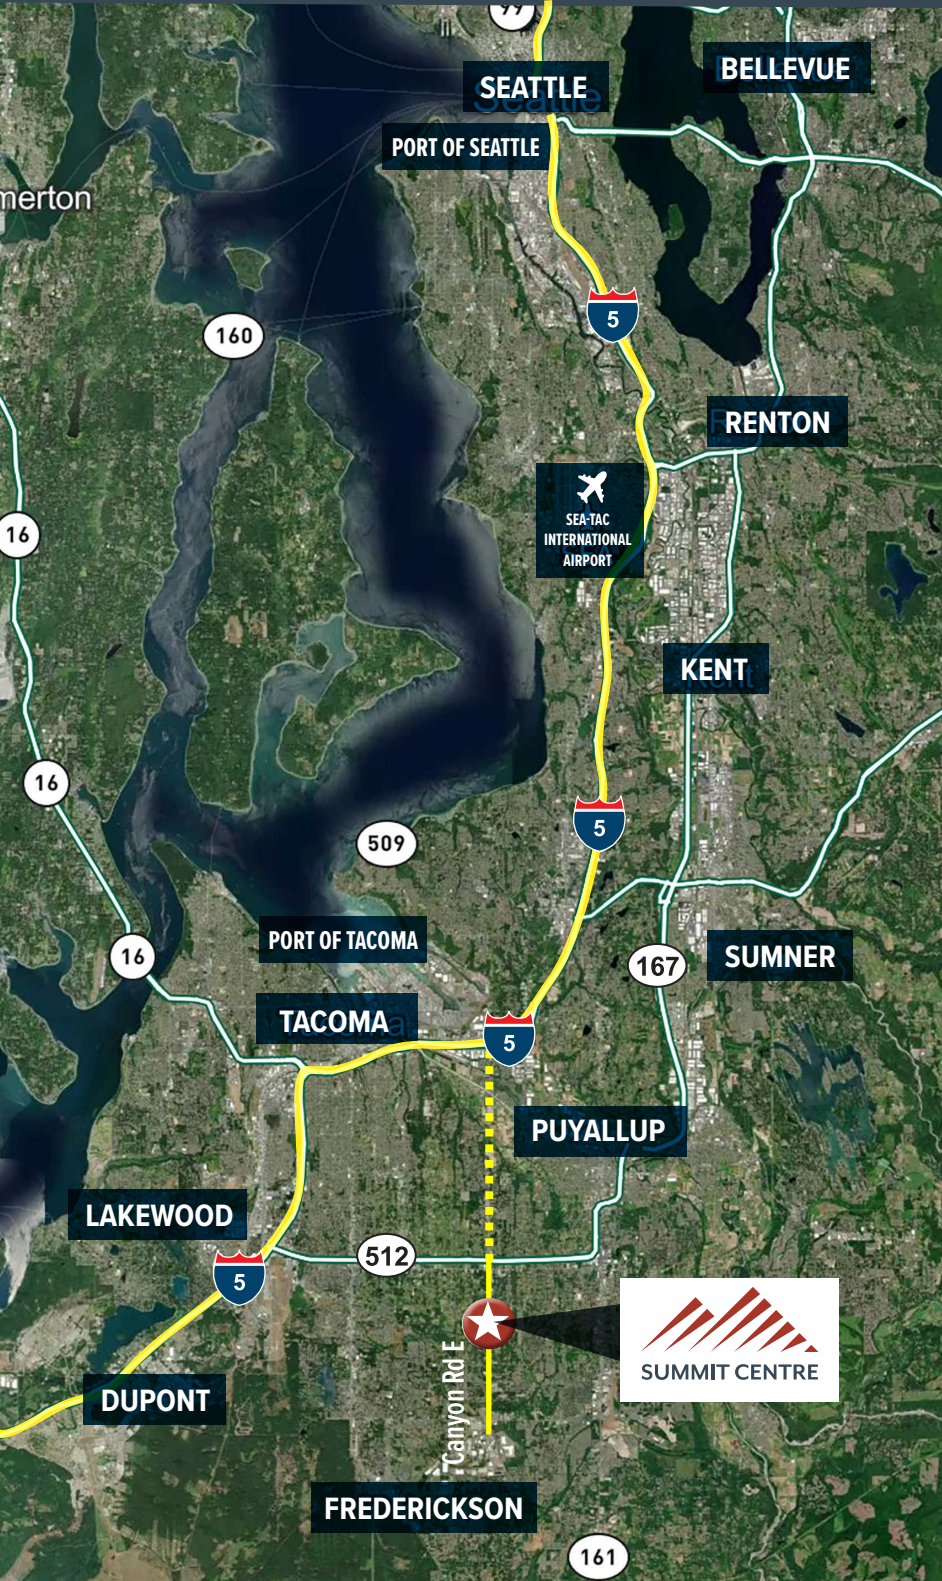 99
SEATTLE
BELLEVUE
PORT OF SEATTLE
merton
5
160
RENTON
SEA-TAC
INTERNATIONAL
AIRPORT
16
KENT
16
5
509
PORT OF TACOMA
16
167
SUMNER
TACOMA
5
PUYALLUP
LAKEWOOD
512
5
SUMMIT CENTRE
Canyon Rd E
DUPONT
FREDERICKSON
161